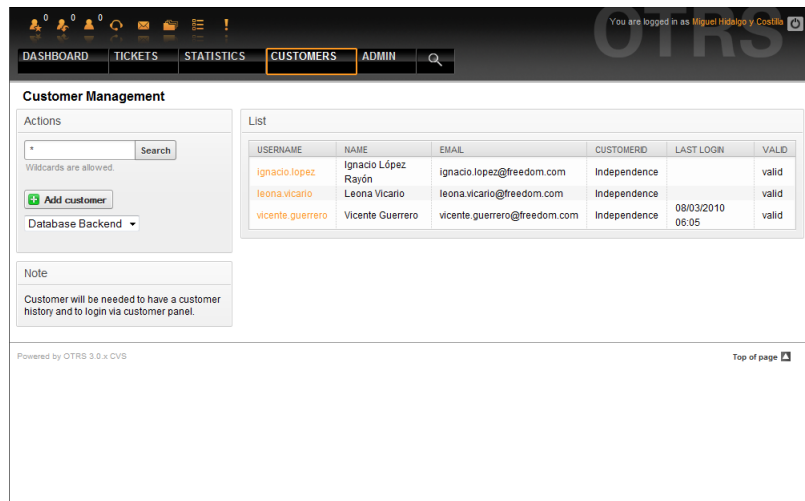 0 0 0
You are logged in as Miguel Hidalgo y Costilla
OTRS
DASHBOARD TICKETS STATISTICS CUSTOMERS ADMIN
Customer Management
Actions
*
Search
Wildcards are allowed.
Add customer
Database Backend
Note
Customer will be needed to have a customer
history and to login via customer panel.
List
USERNAME NAME EMAIL CUSTOMERID LAST LOGIN VALID
ignacio.lopez Ignacio López Rayón ignacio.lopez@freedom.com Independence valid
leona.vicario Leona Vicario leona.vicario@freedom.com Independence valid
vicente.guerrero Vicente Guerrero vicente.guerrero@freedom.com Independence 08/03/2010 06:05 valid
Powered by OTRS 3.0.x CVS
Top of page